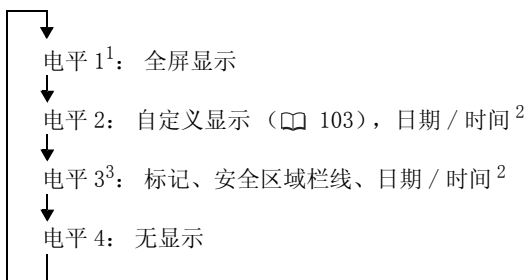 电平 1¹： 全屏显示
电平 2： 自定义显示 （📖 103），日期 / 时间²
电平 3³： 标记、安全区域栏线、日期 / 时间²
电平 4： 无显示